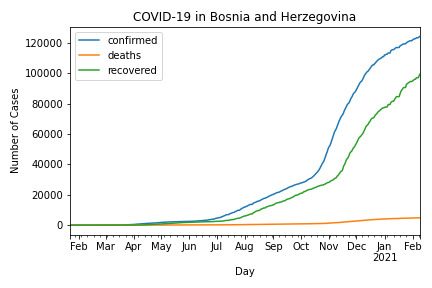 COVID-19 in Bosnia and Herzegovina
confirmed
deaths
recovered
Number of Cases
120000
100000
80000
60000
40000
20000
0
Feb Mar Apr May Jun Jul Aug Sep Oct Nov Dec Jan Feb
2021
Day